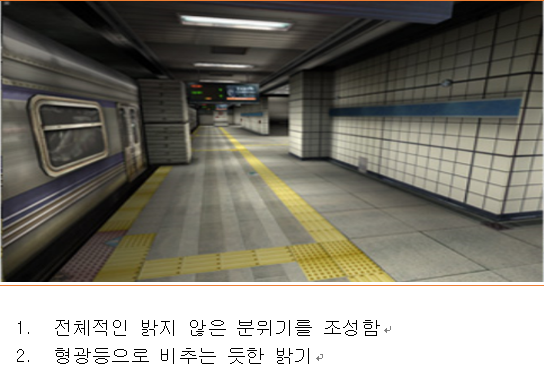 1. 전체적인 밝지 않은 분위기를 조성함
2. 형광등으로 비추는 듯한 밝기